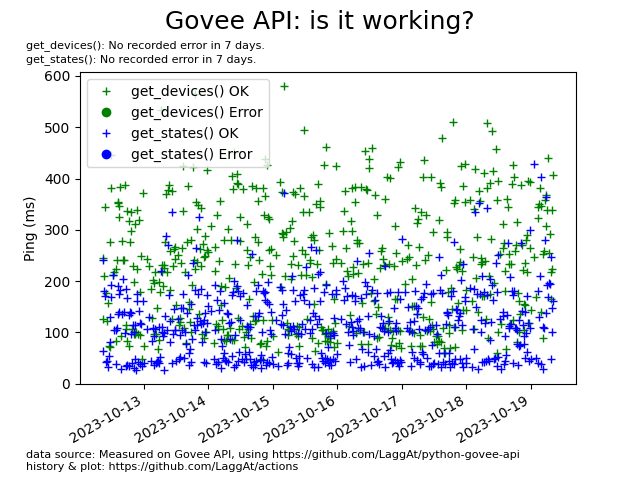 Govee API: is it working?
get_devices(): No recorded error in 7 days.
get_states(): No recorded error in 7 days.
600
500
400
300
200
100
0
Ping (ms)
get_devices() OK
get_devices() Error
get_states() OK
get_states() Error
2023-10-13
2023-10-14
2023-10-15
2023-10-16
2023-10-17
2023-10-18
2023-10-19
data source: Measured on Govee API, using https://github.com/LaggAt/python-govee-api
history & plot: https://github.com/LaggAt/actions